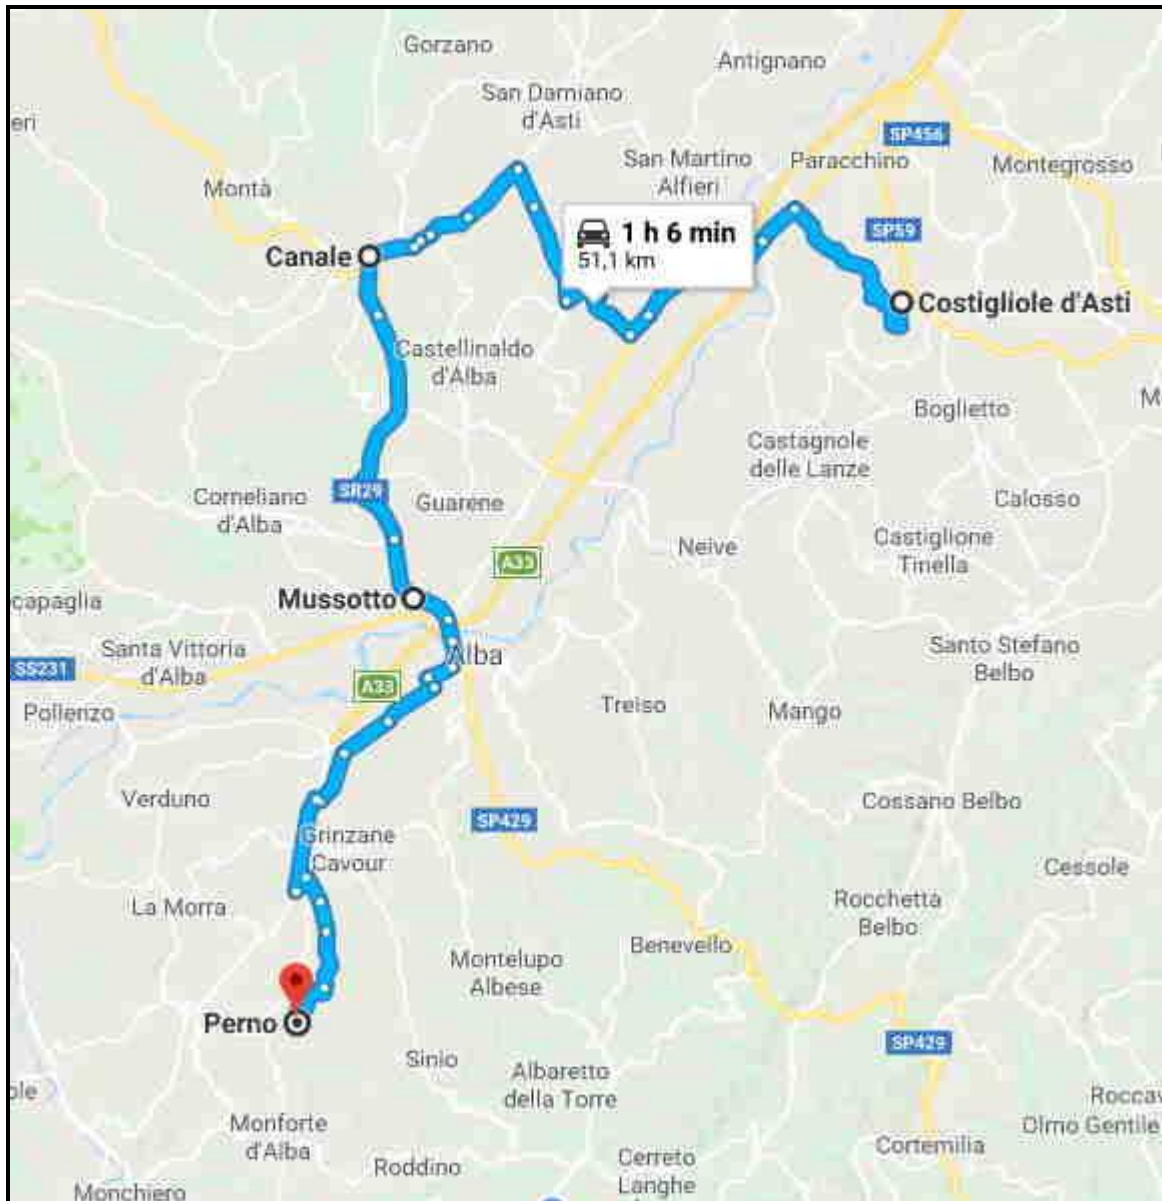 Gorzano
Antignano
San Damiano
d'Asti
eri
SP456
San Martino
Alfieri
Paracchino
Montegrosso
Montà
1 h 6 min
51,1 km
SP59
Canale
Costigliole d'Asti
Castellinaldo
d'Alba
M
Boglietto
Castagnole
delle Lanze
SR29
Corneliano
d'Alba
Guarene
Calosso
Castiglione
Tinella
Neive
A33
capaglia
Mussotto
Santa Vittoria
d'Alba
Alba
Santo Stefano
Belbo
SS231
A33
Pollenzo
Treiso
Mango
Verduno
Cossano Belbo
SP429
Grinzane
Cavour
Cessole
La Morra
Rocchetta
Belbo
Benevello
Montelupo
Albese
Perno
SP429
Sinio
Albaretto
della Torre
ole
Roccav
Olmo Gentile
Monforte
d'Alba
Cortemilia
Roddino
Cerreto
Langhe
Monchiero